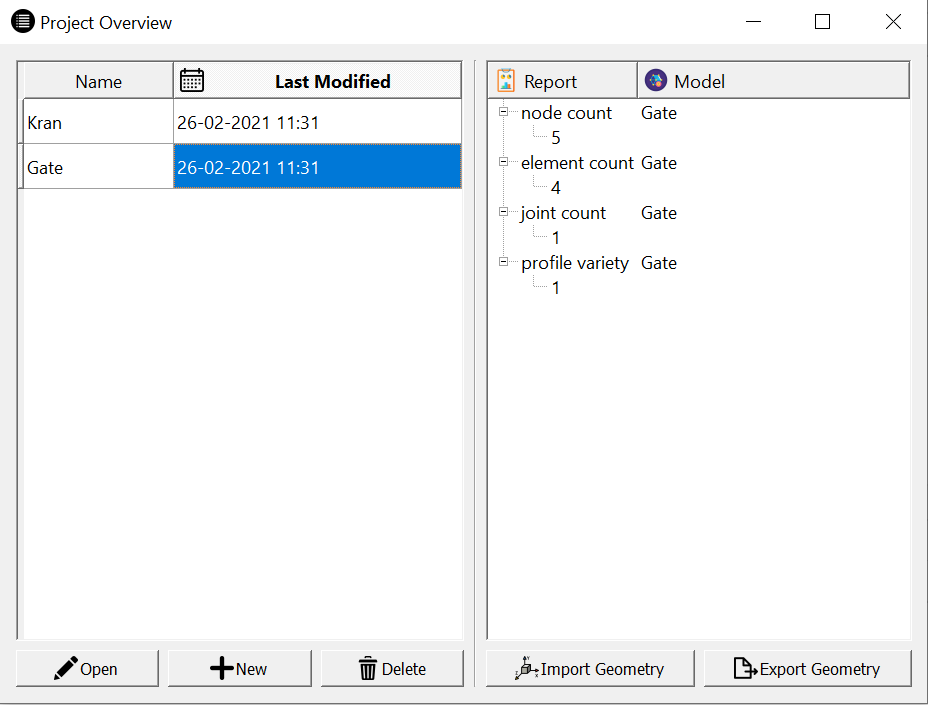 Project Overview
Name Last Modified
Kran 26-02-2021 11:31
Gate 26-02-2021 11:31
Report Model
node count Gate
5
element count Gate
4
joint count Gate
1
profile variety Gate
1
Open New Delete Import Geometry Export Geometry